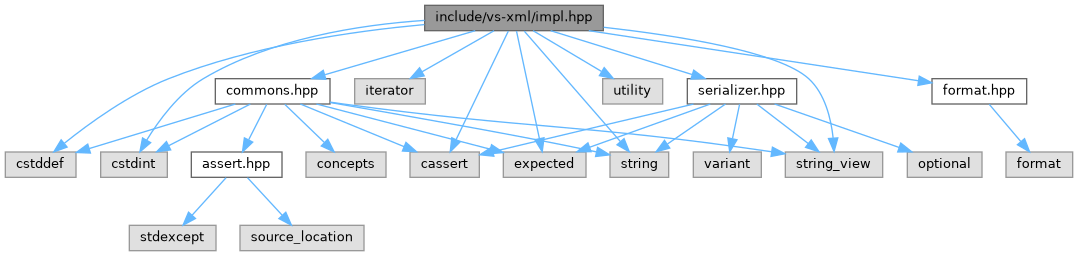 include/vs-xml/impl.hpp
commons.hpp
iterator
utility
serializer.hpp
format.hpp
cstddef
cstdint
assert.hpp
concepts
cassert
expected
string
variant
string_view
optional
format
stdexcept
source_location